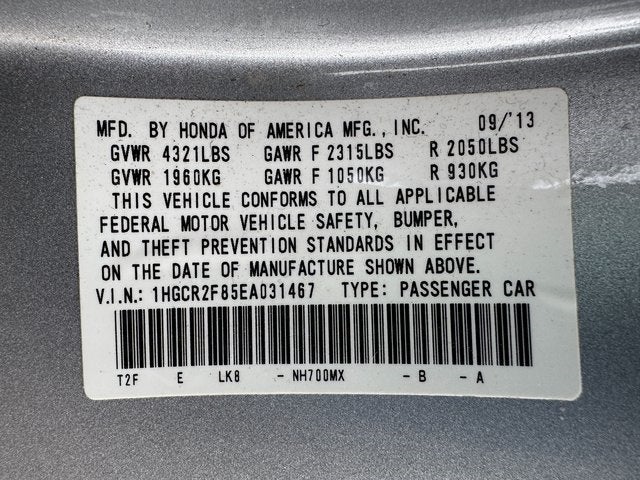 MFD. BY HONDA OF AMERICA MFG., INC. 09/'13
GVWR 4321LBS GAWR F 2315LBS R 2050LBS
GVWR 1960KG GAWR F 1050KG R 930KG
THIS VEHICLE CONFORMS TO ALL APPLICABLE
FEDERAL MOTOR VEHICLE SAFETY, BUMPER,
AND THEFT PREVENTION STANDARDS IN EFFECT
ON THE DATE OF MANUFACTURE SHOWN ABOVE.
V.I.N.: 1HGCR2F85EA031467 TYPE: PASSENGER CAR
T2F E LK8 - NH700MX - B - A